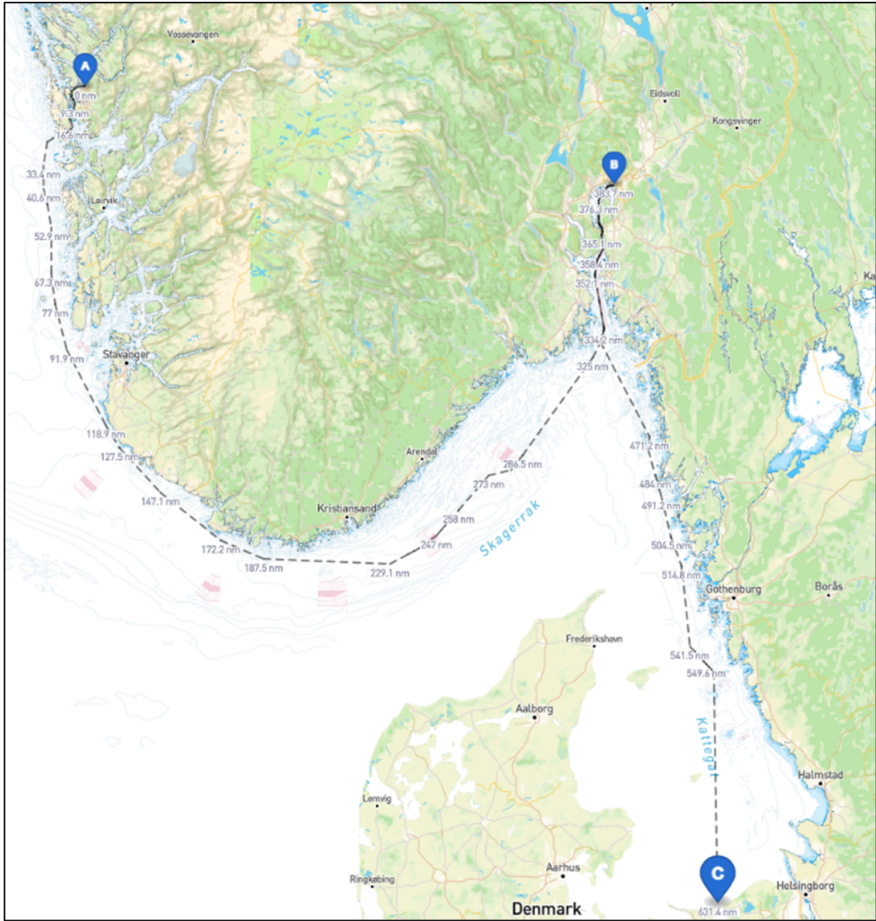 Vossevangen
A
0 nm
9.3 nm
16.6 nm
Eidsvoll
Kongsvinger
B
33.4 nm
40.6 nm
383.7 nm
376.3 nm
52.9 nm
365.1 nm
358.4 nm
67.3 nm
352.1 nm
77 nm
334.2 nm
91.9 nm
Stavanger
325 nm
118.9 nm
127.5 nm
Arendal
471.2 nm
286.5 nm
273 nm
484 nm
147.1 nm
Kristiansand
491.2 nm
258 nm
Skagerrak
172.2 nm
247 nm
504.5 nm
187.5 nm
229.1 nm
514.8 nm
Gothenburg
Borås
Frederikshavn
541.5 nm
549.6 nm
Aalborg
Kattegat
Halmstad
Lemvig
Aarhus
Ringkøbing
C
Helsingborg
Denmark
631.4 nm